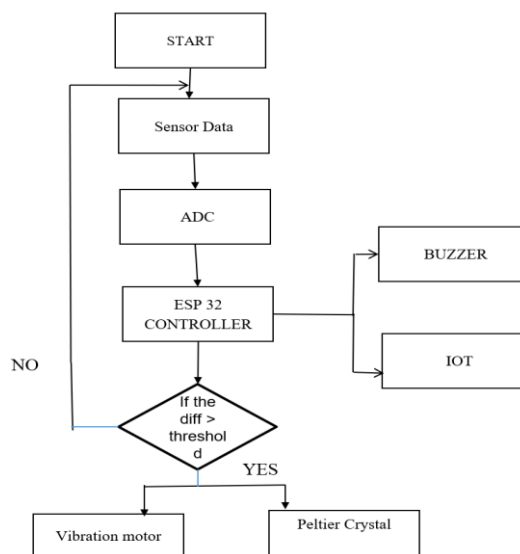 START
Sensor Data
ADC
BUZZER
ESP 32
CONTROLLER
IOT
NO
If the
diff >
threshol
d
YES
Vibration motor
Peltier Crystal